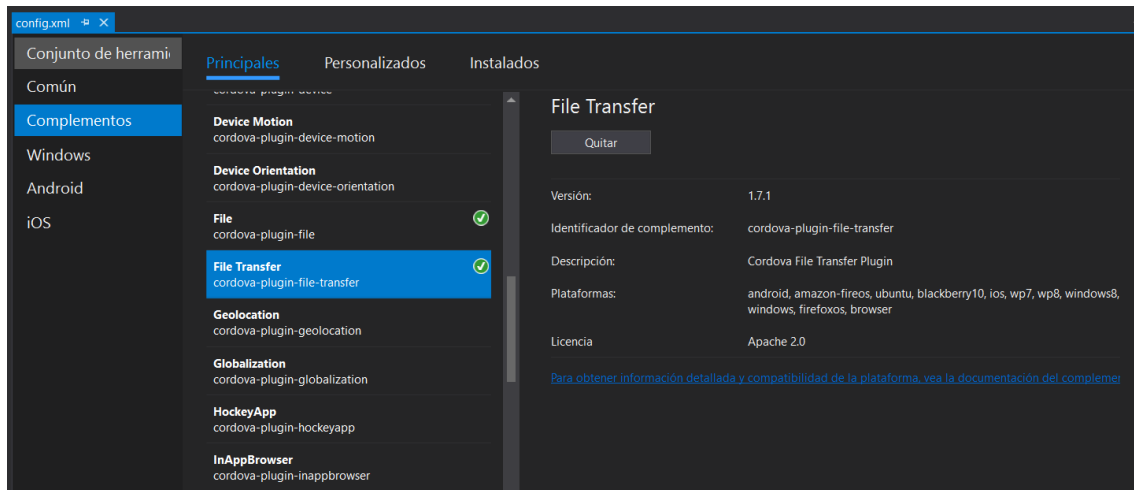 config.xml
Conjunto de herrami
Común
Complementos
Windows
Android
iOS
Principales Personalizados Instalados
cordova-plugin-device
Device Motion
cordova-plugin-device-motion
Device Orientation
cordova-plugin-device-orientation
File
cordova-plugin-file
File Transfer
cordova-plugin-file-transfer
Geolocation
cordova-plugin-geolocation
Globalization
cordova-plugin-globalization
HockeyApp
cordova-plugin-hockeyapp
InAppBrowser
cordova-plugin-inappbrowser
File Transfer
Quitar
Versión: 1.7.1
Identificador de complemento: cordova-plugin-file-transfer
Descripción: Cordova File Transfer Plugin
Plataformas: android, amazon-fireos, ubuntu, blackberry10, ios, wp7, wp8, windows8,
windows, firefoxos, browser
Licencia Apache 2.0
Para obtener información detallada y compatibilidad de la plataforma, vea la documentación del complemen